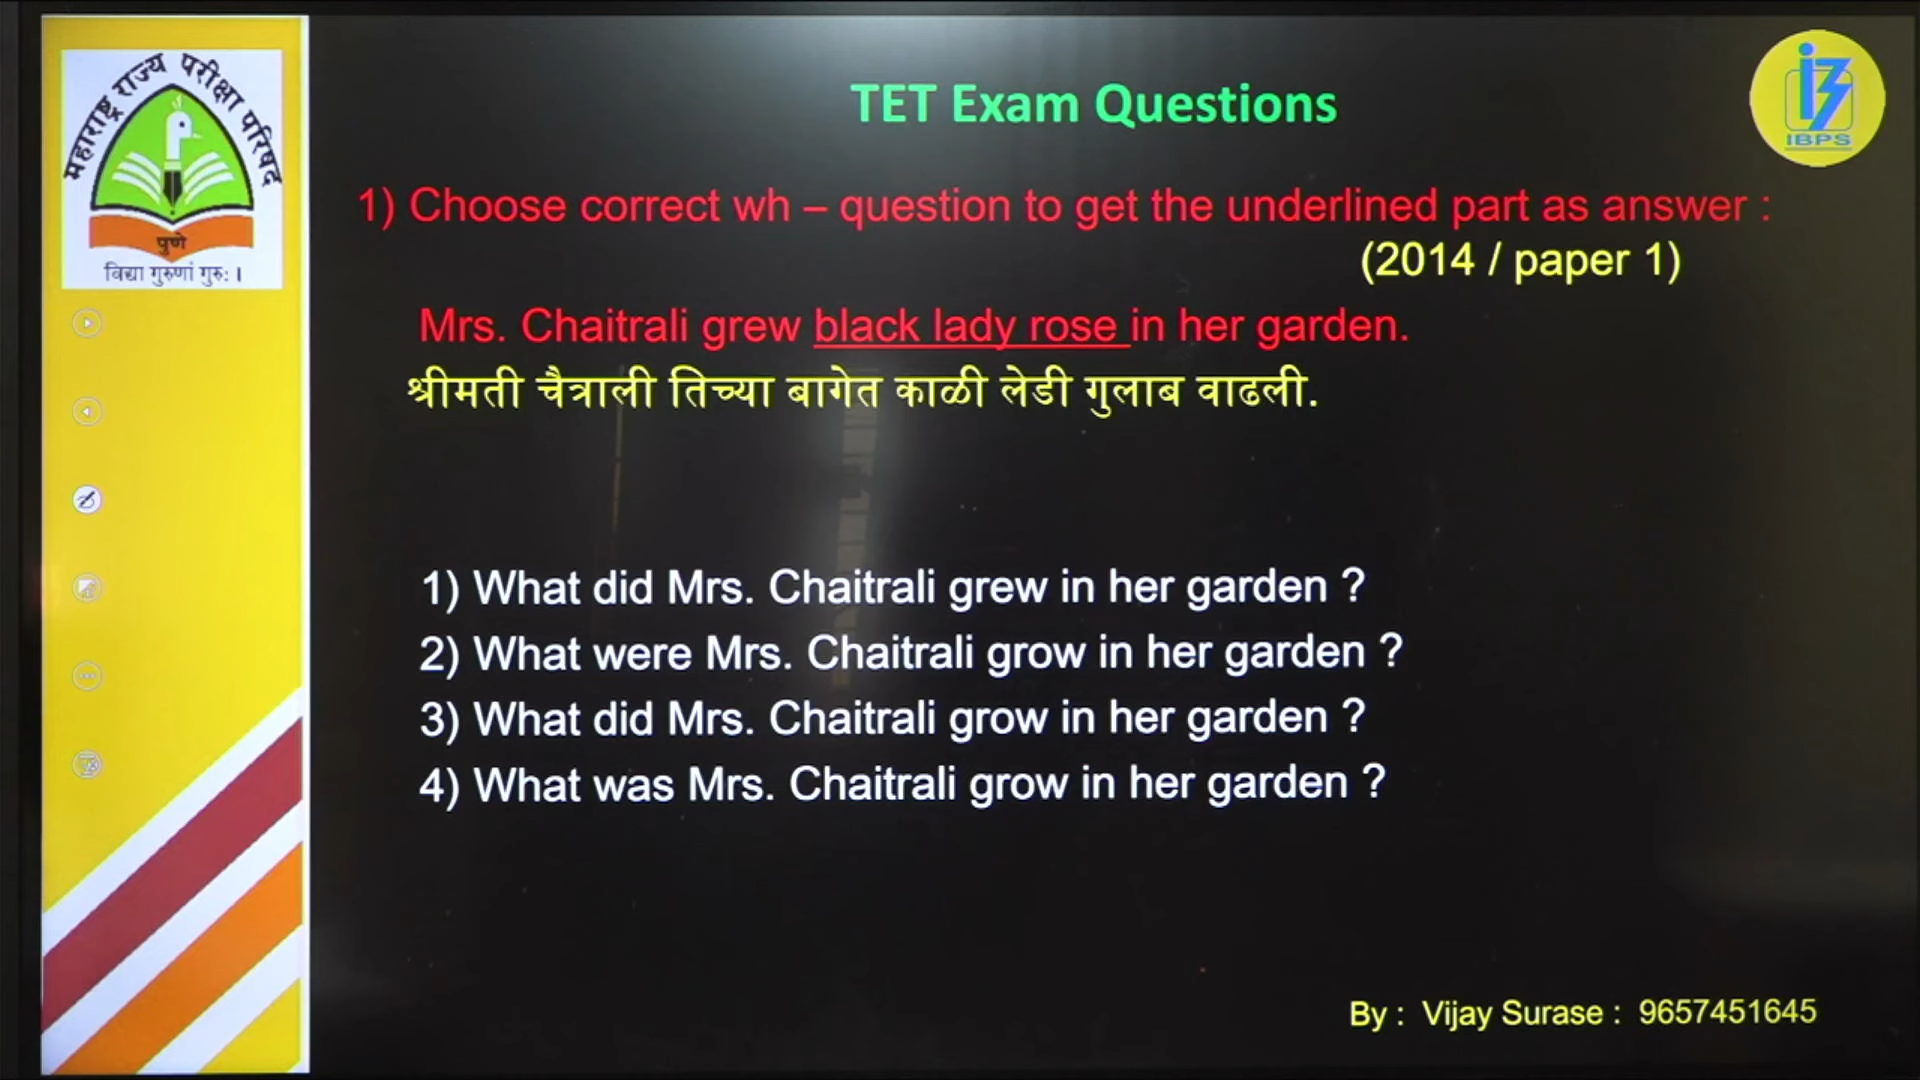 महाराष्ट्र राज्य परीक्षा परिषद
पुणे
विद्या गुरुणां गुरुः।
IBPS
TET Exam Questions
1) Choose correct wh – question to get the underlined part as answer :
(2014 / paper 1)
Mrs. Chaitrali grew black lady rose in her garden.
श्रीमती चैत्राली तिच्या बागेत काळी लेडी गुलाब वाढली.
1) What did Mrs. Chaitrali grew in her garden ?
2) What were Mrs. Chaitrali grow in her garden ?
3) What did Mrs. Chaitrali grow in her garden ?
4) What was Mrs. Chaitrali grow in her garden ?
By : Vijay Surase : 9657451645